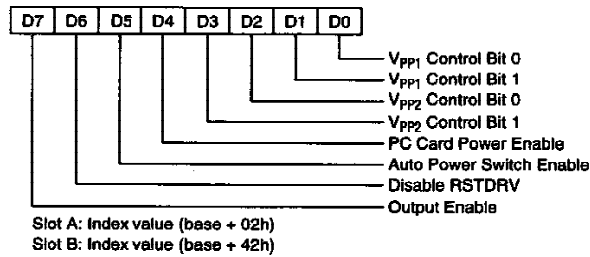 D7 D6 D5 D4 D3 D2 D1 D0
VPP1 Control Bit 0
VPP1 Control Bit 1
VPP2 Control Bit 0
VPP2 Control Bit 1
PC Card Power Enable
Auto Power Switch Enable
Disable RSTDRV
Output Enable
Slot A: Index value (base + 02h)
Slot B: Index value (base + 42h)